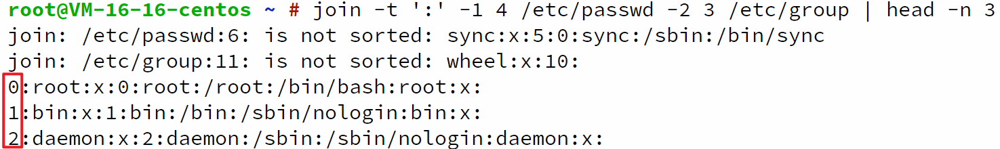 root@VM-16-16-centos ~ # join -t ':' -1 4 /etc/passwd -2 3 /etc/group | head -n 3
join: /etc/passwd:6: is not sorted: sync:x:5:0:sync:/sbin:/bin/sync
join: /etc/group:11: is not sorted: wheel:x:10:
0:root:x:0:root:/root:/bin/bash:root:x:
1:bin:x:1:bin:/bin:/sbin/nologin:bin:x:
2:daemon:x:2:daemon:/sbin:/sbin/nologin:daemon:x: